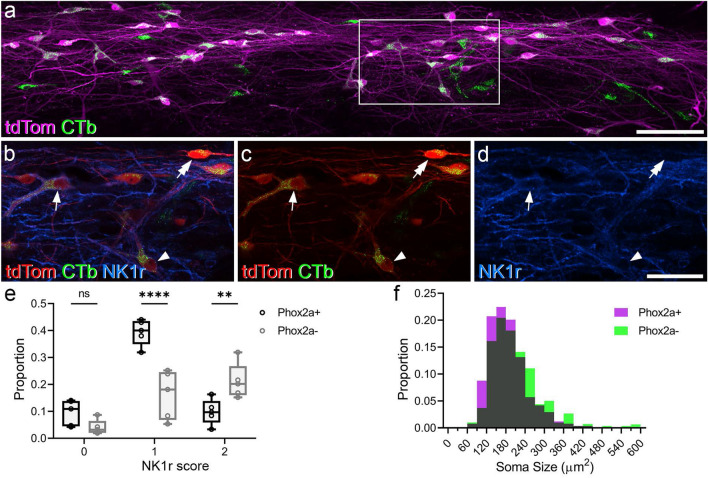 a
tdTom CTb
b
tdTom CTb NK1r
c
tdTom CTb
d
NK1r
e
ns **** **
Phox2a+
Phox2a-
0.4
0.3
0.2
0.1
0.0
Proportion
0 1 2
NK1r score
f
Phox2a+
Phox2a-
0.25
0.20
0.15
0.10
0.05
0.00
Proportion
0 60 120 180 240 300 360 420 480 540 600
Soma Size (μm2)